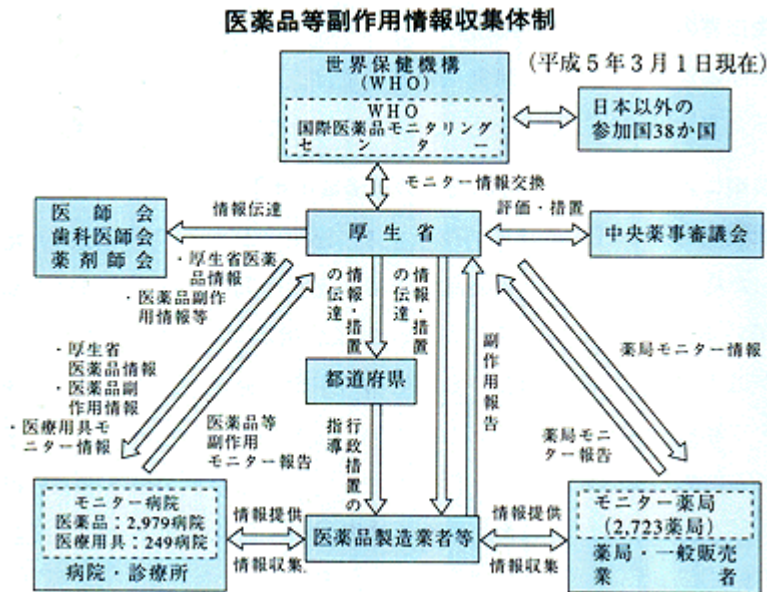 医薬品等副作用情報収集体制
(平成5年3月1日現在)
世界保健機構
(WHO)
WHO
国際医薬品モニタリング
センター
日本以外の
参加国38か国
モニター情報交換
医師会
歯科医師会
薬剤師会
情報伝達
厚生省
評価・措置
中央薬事審議会
・厚生省医薬
品情報
・医薬品副作
用情報等
情報・措置
の伝達
情報・措置
の伝達
副作用報告
薬局モニター情報
・厚生省
医薬品情報
・医薬品副
作用情報
・医療用具モ
ニター情報
都道府県
医薬品等
副作用
モニター報告
行政措置の
指導
薬局モニ
ター報告
モニター病院
医薬品:2,979病院
医療用具:249病院
病院・診療所
情報提供
情報収集.
医薬品製造業者等
情報提供
情報収集
モニター薬局
(2,723薬局)
薬局・一般販売
業者